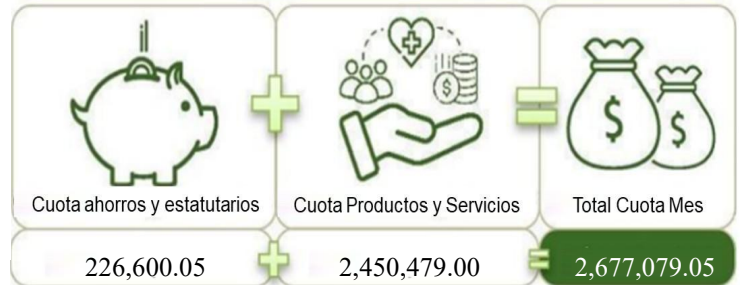 $
$ $
Cuota ahorros y estatutarios Cuota Productos y Servicios Total Cuota Mes
226,600.05 + 2,450,479.00 = 2,677,079.05